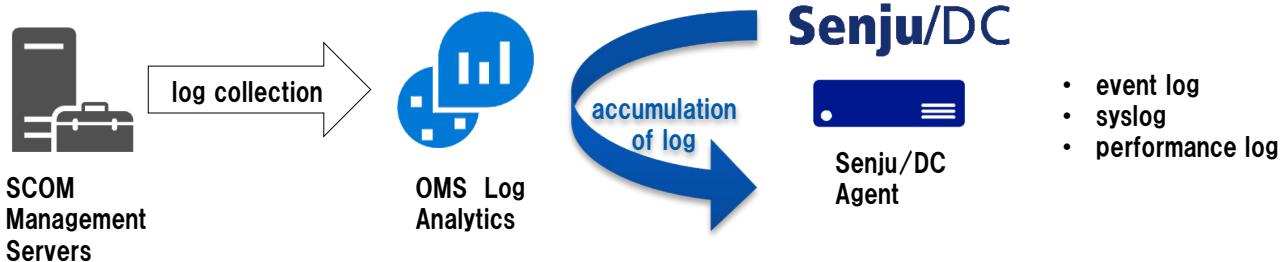 log collection
SCOM
Management
Servers
OMS Log
Analytics
accumulation
of log
Senju/DC
Senju/DC
Agent
• event log
• syslog
• performance log